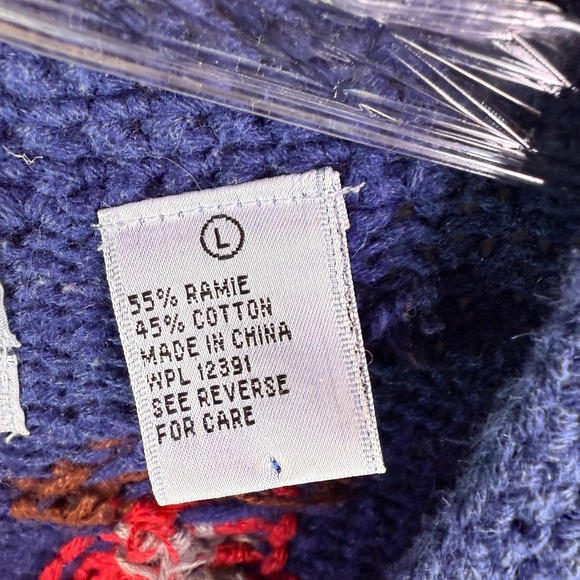 L
55% RAMIE
45% COTTON
MADE IN CHINA
WPL 12391
SEE REVERSE
FOR CARE